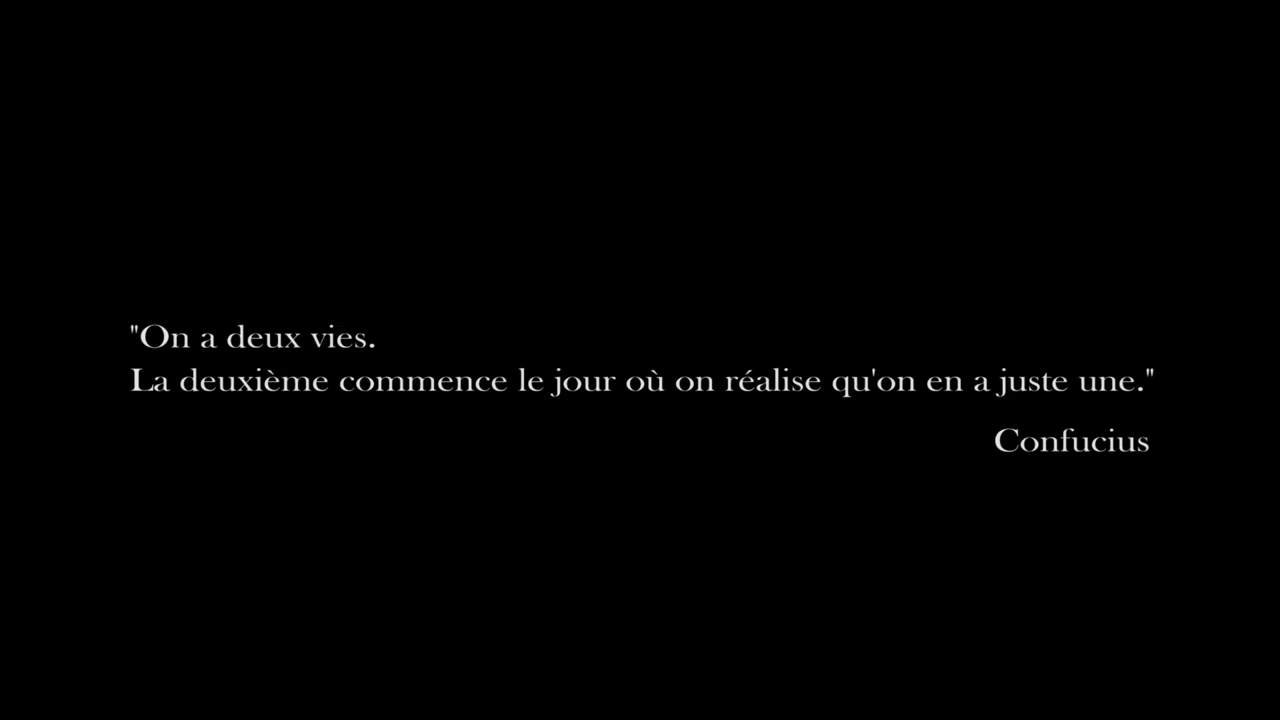 "On a deux vies.
La deuxième commence le jour où on réalise qu'on en a juste une."
Confucius